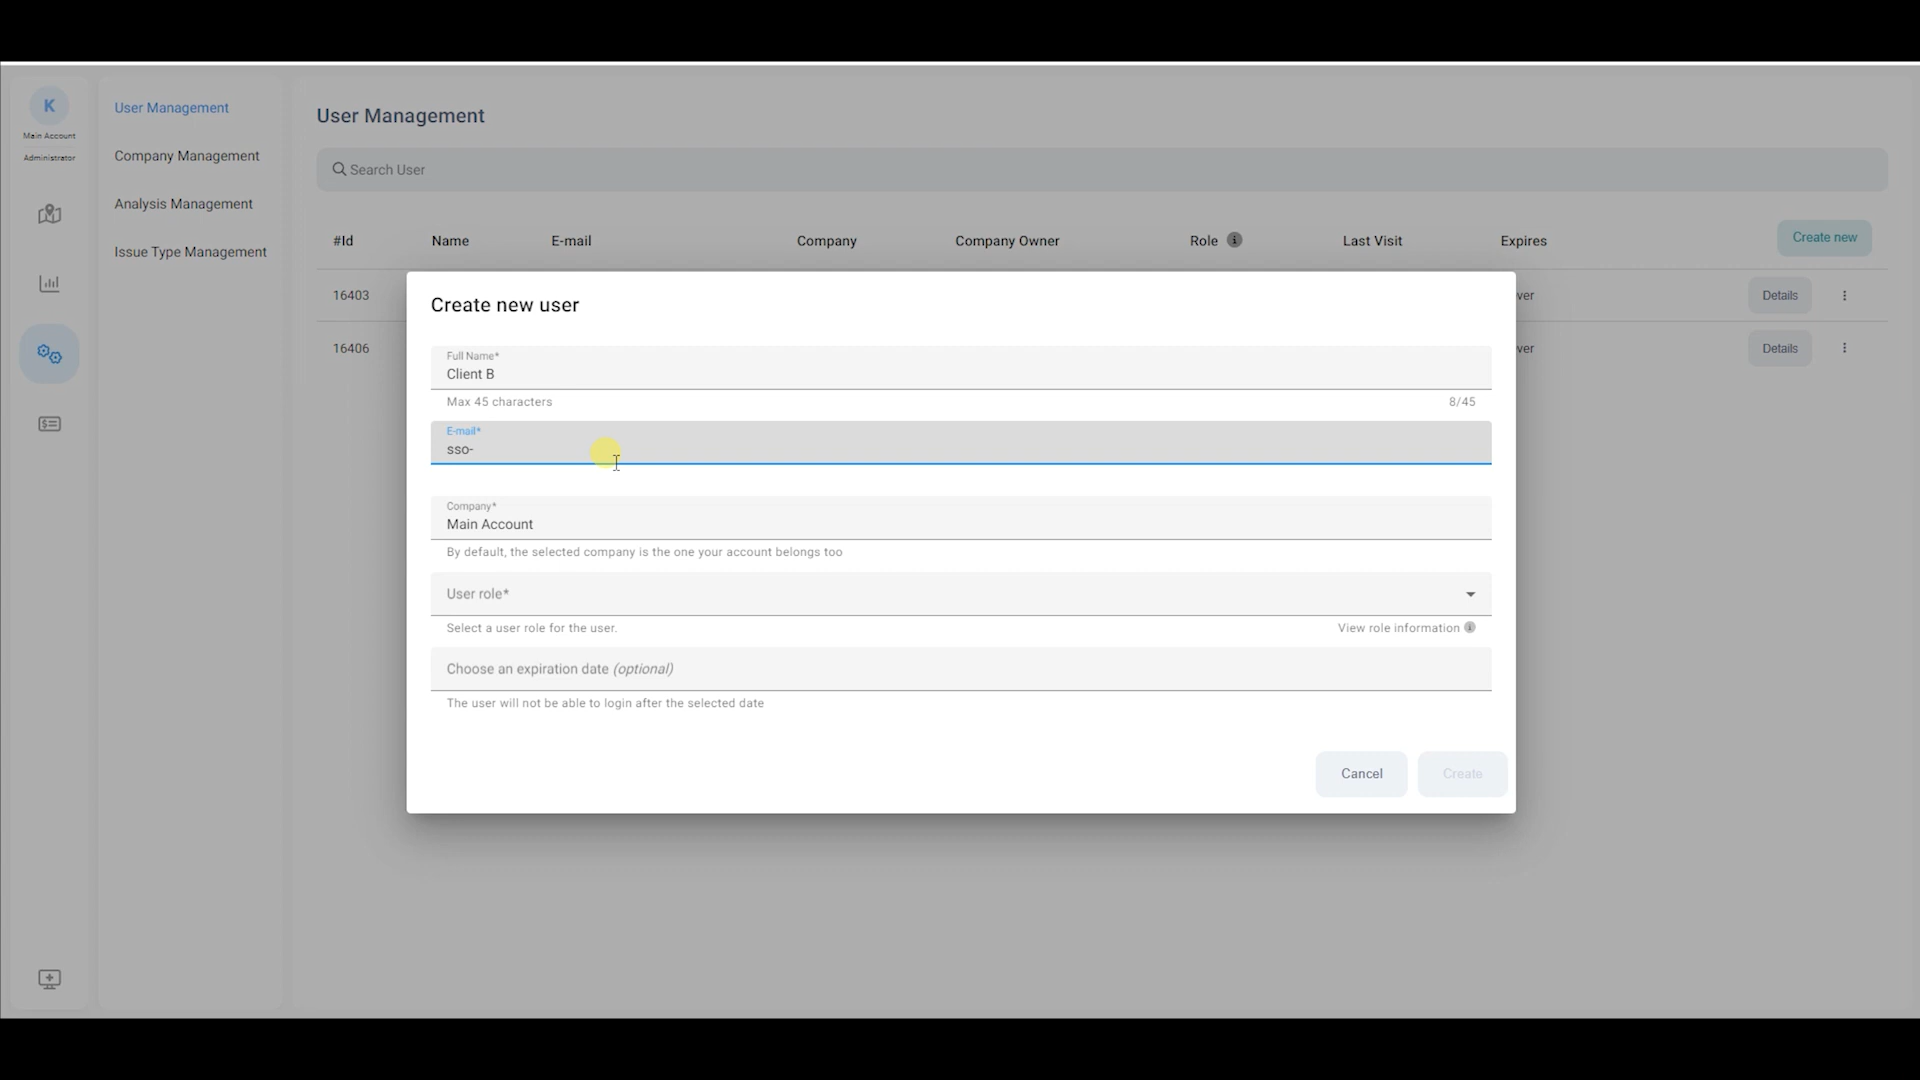 K
Main Account
Administrator
User Management
Company Management
Analysis Management
Issue Type Management
User Management
Search User
#Id Name E-mail Company Company Owner Role Last Visit Expires Create new
16403 ver Details
16406 ver Details
Create new user
Full Name*
Client B
Max 45 characters 8/45
E-mail*
sso-
Company*
Main Account
By default, the selected company is the one your account belongs too
User role*
Select a user role for the user. View role information
Choose an expiration date (optional)
The user will not be able to login after the selected date
Cancel Create